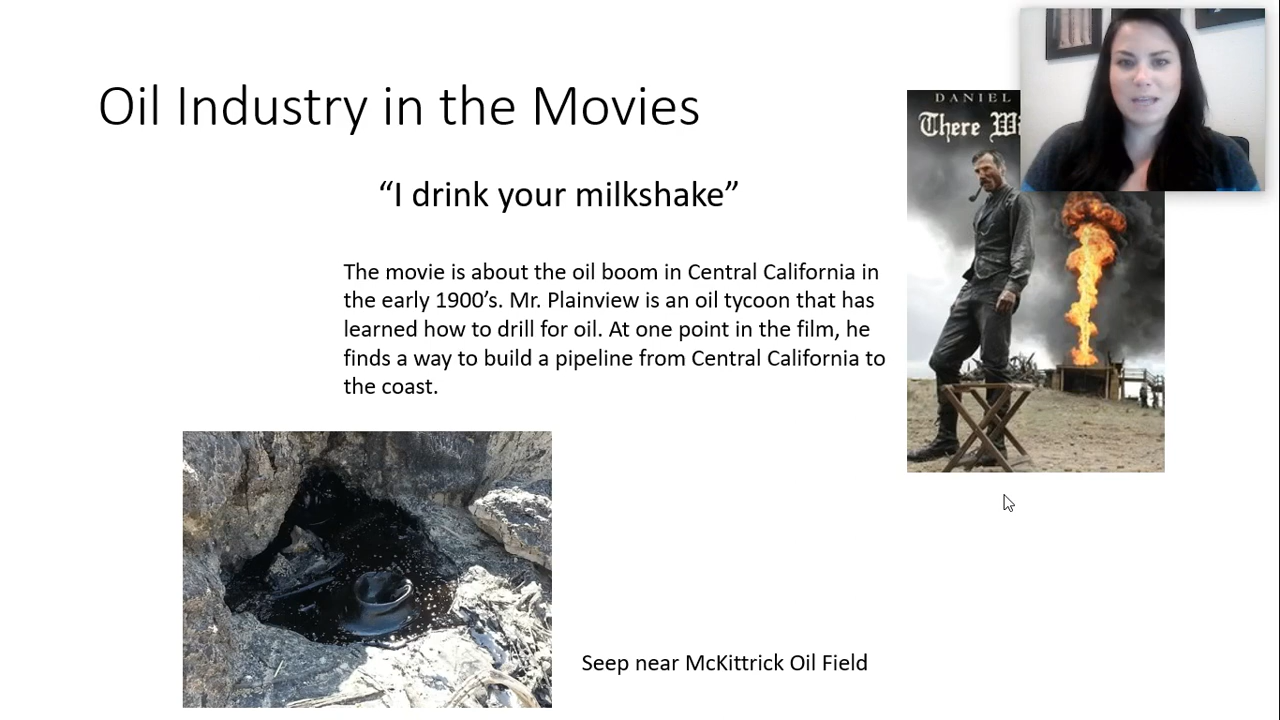 Oil Industry in the Movies
“I drink your milkshake”
The movie is about the oil boom in Central California in
the early 1900’s. Mr. Plainview is an oil tycoon that has
learned how to drill for oil. At one point in the film, he
finds a way to build a pipeline from Central California to
the coast.
DANIEL
There
Seep near McKittrick Oil Field